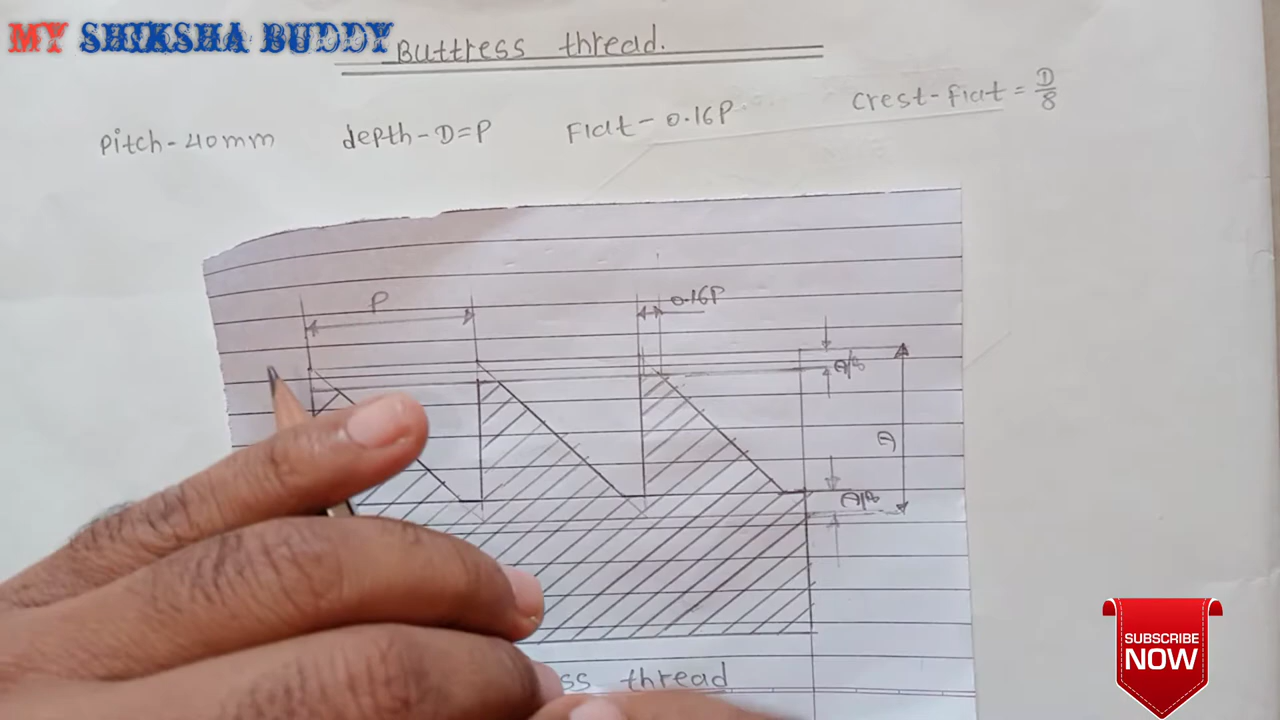 MY SHIKSHA BUDDY
Buttress thread.
Pitch-40mm depth-D=P Flat-0.16P Crest-flat=D/8
P
0.16P
D/8
D
D/8
ss thread
SUBSCRIBE
NOW